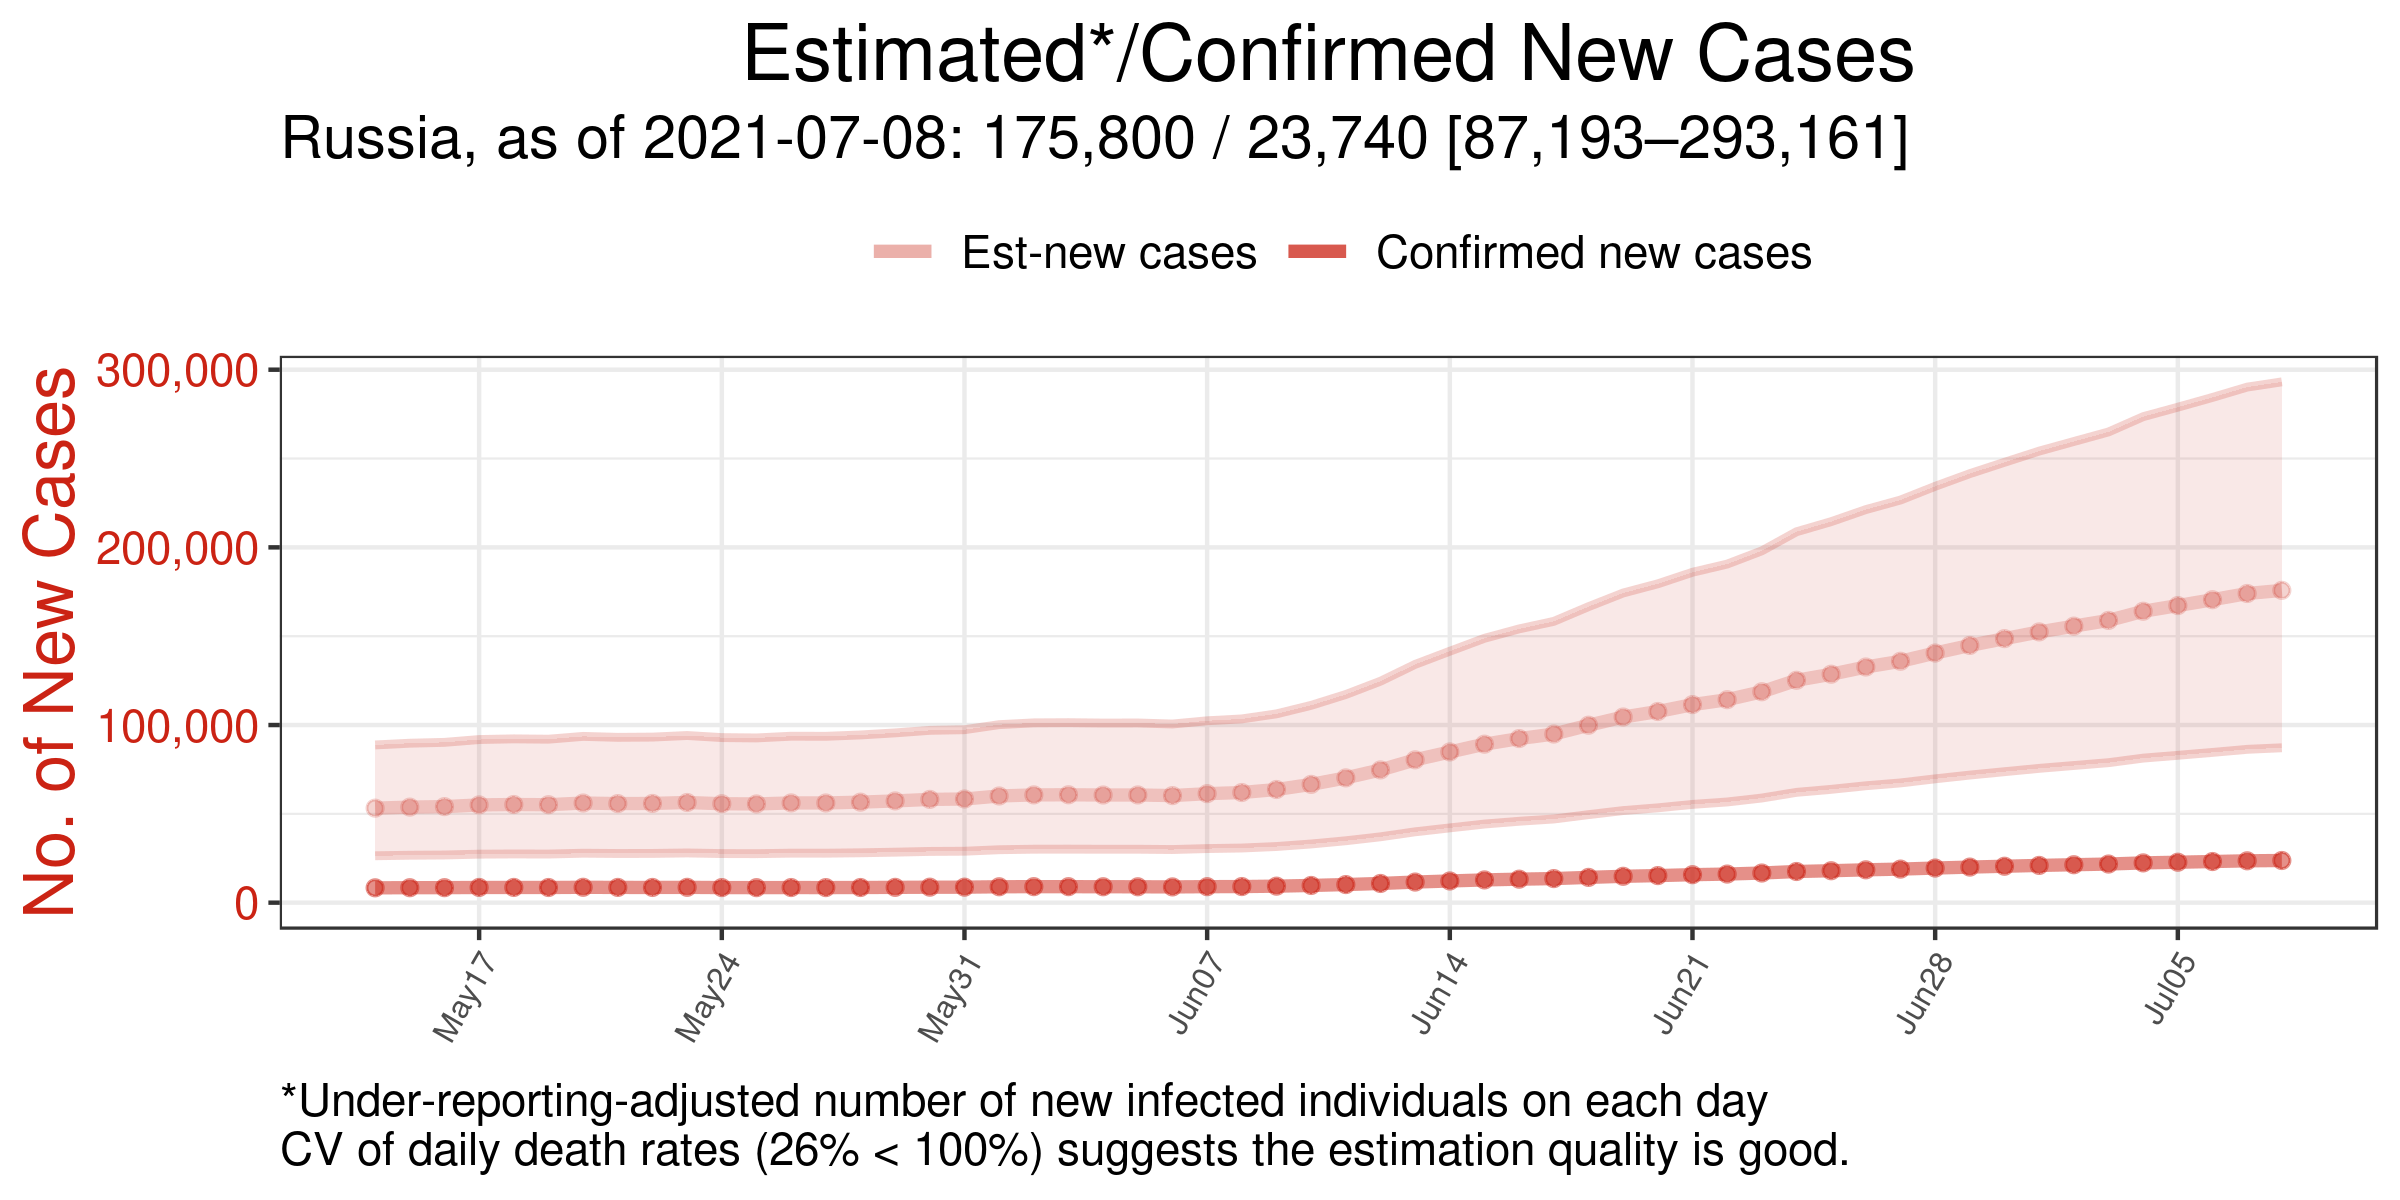 Estimated*/Confirmed New Cases
Russia, as of 2021-07-08: 175,800 / 23,740 [87,193–293,161]
Est-new cases
Confirmed new cases
No. of New Cases
300,000
200,000
100,000
0
May17
May24
May31
Jun07
Jun14
Jun21
Jun28
Jul05
*Under-reporting-adjusted number of new infected individuals on each day
CV of daily death rates (26% < 100%) suggests the estimation quality is good.